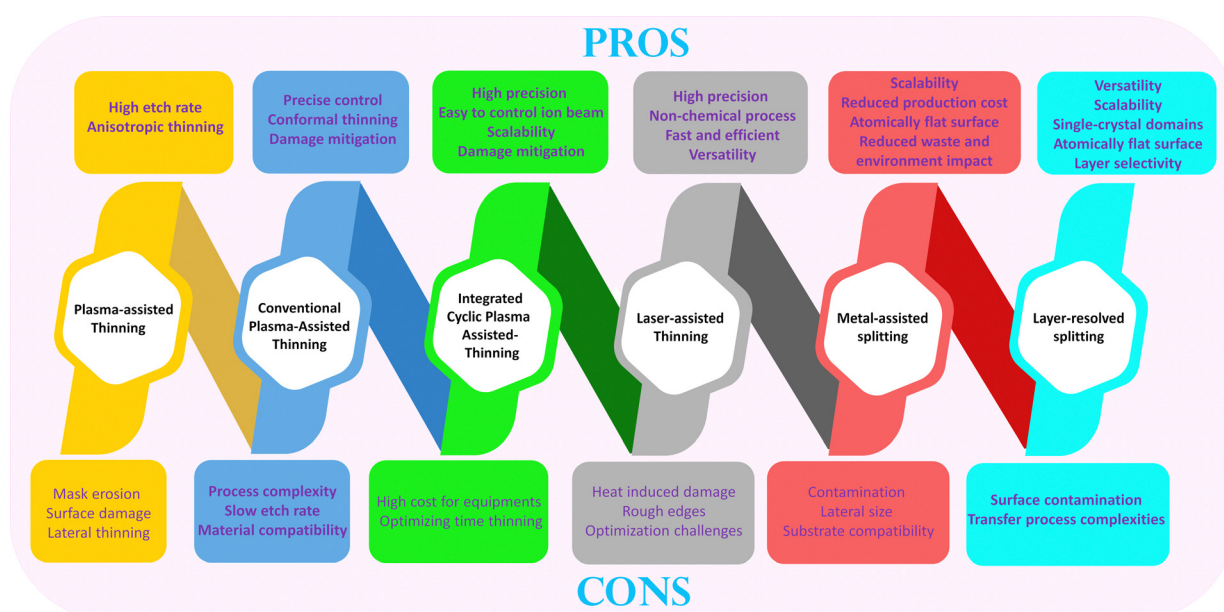 PROS
High etch rate
Anisotropic thinning
Precise control
Conformal thinning
Damage mitigation
High precision
Easy to control ion beam
Scalability
Damage mitigation
High precision
Non-chemical process
Fast and efficient
Versatility
Scalability
Reduced production cost
Atomically flat surface
Reduced waste and
environment impact
Versatility
Scalability
Single-crystal domains
Atomically flat surface
Layer selectivity
Plasma-assisted
Thinning
Conventional
Plasma-Assisted
Thinning
Integrated
Cyclic Plasma
Assisted-
Thinning
Laser-assisted
Thinning
Metal-assisted
splitting
Layer-resolved
splitting
Mask erosion
Surface damage
Lateral thinning
Process complexity
Slow etch rate
Material compatibility
High cost for equipments
Optimizing time thinning
Heat induced damage
Rough edges
Optimization challenges
Contamination
Lateral size
Substrate compatibility
Surface contamination
Transfer process complexities
CONS